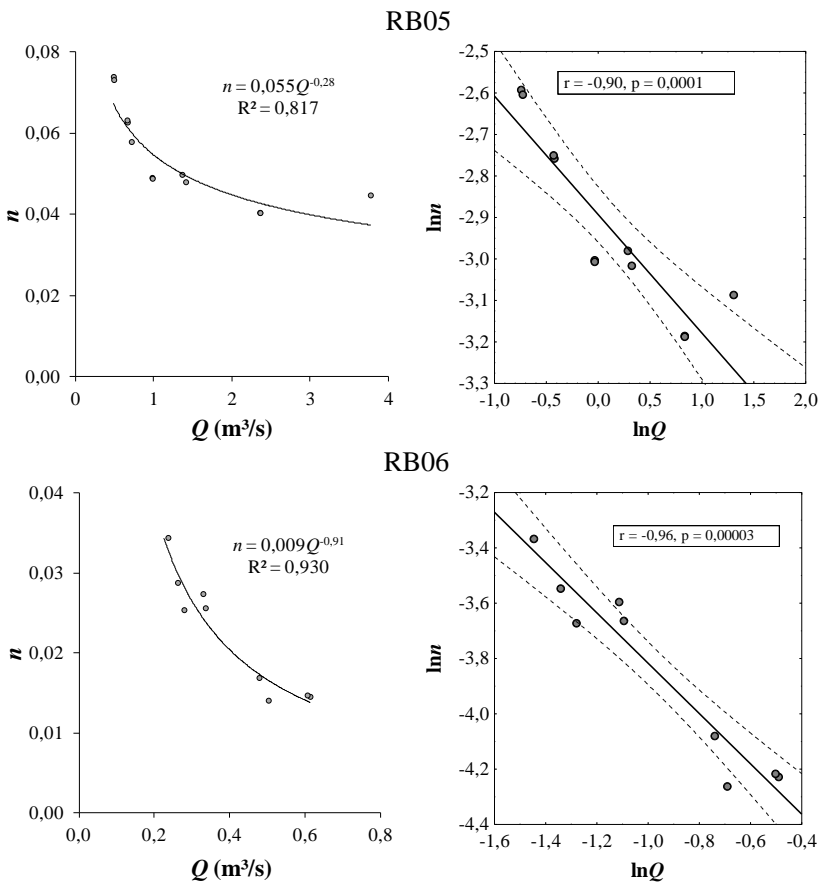 RB05
0,08
0,06
0,04
0,02
0,00
n
n = 0,055Q^-0,28
R² = 0,817
0 1 2 3 4
Q (m³/s)
-2,5
-2,6
-2,7
-2,8
-2,9
-3,0
-3,1
-3,2
-3,3
lnn
r = -0,90, p = 0,0001
-1,0 -0,5 0,0 0,5 1,0 1,5 2,0
lnQ
RB06
0,04
0,03
0,02
0,01
0,00
n
n = 0,009Q^-0,91
R² = 0,930
0,0 0,2 0,4 0,6 0,8
Q (m³/s)
-3,2
-3,4
-3,6
-3,8
-4,0
-4,2
-4,4
lnn
r = -0,96, p = 0,00003
-1,6 -1,4 -1,2 -1,0 -0,8 -0,6 -0,4
lnQ